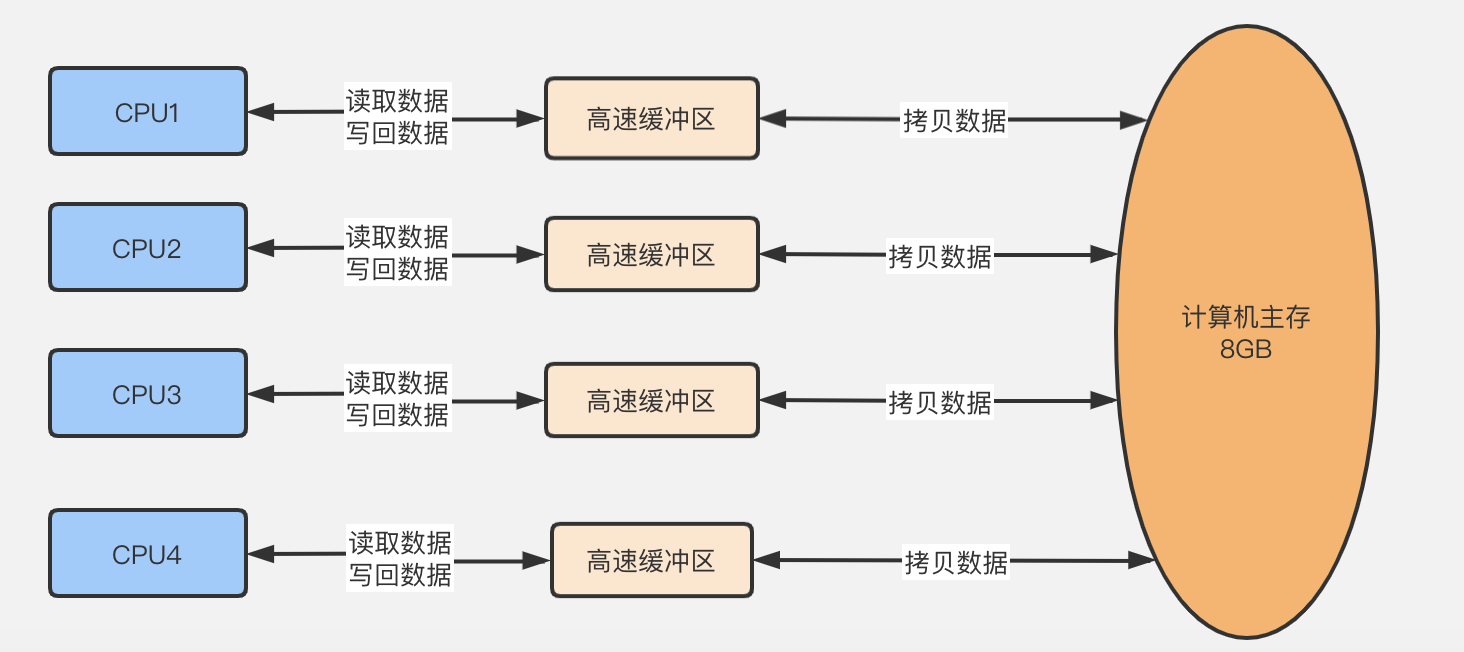 CPU1
读取数据
写回数据
高速缓冲区
拷贝数据
CPU2
读取数据
写回数据
高速缓冲区
拷贝数据
计算机主存
8GB
CPU3
读取数据
写回数据
高速缓冲区
拷贝数据
CPU4
读取数据
写回数据
高速缓冲区
拷贝数据